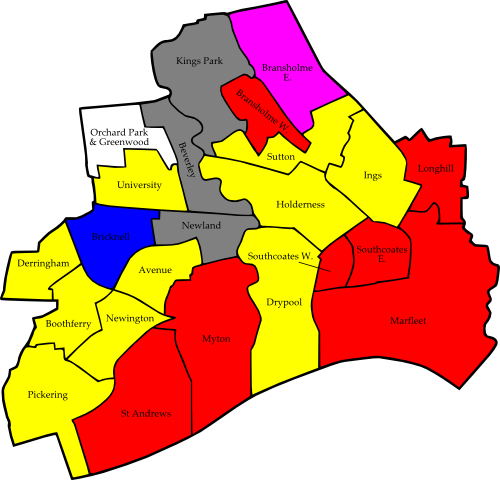 Kings Park
Bransholme
E.
Bransholme W.
Orchard Park
& Greenwood
Beverley
Sutton
Longhill
Ings
University
Holderness
Newland
Bricknell
Southcoates W.
Southcoates
E.
Derringham
Avenue
Drypool
Boothferry
Newington
Marfleet
Myton
Pickering
St Andrews